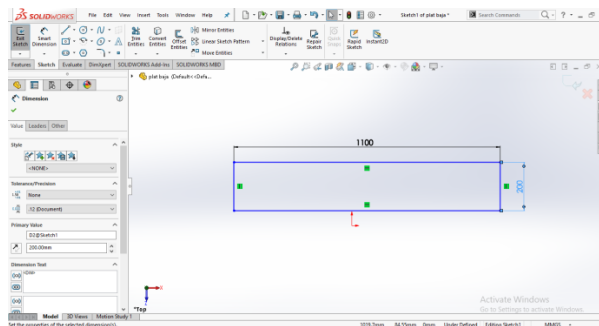 SOLIDWORKS File Edit View Insert Tools Window Help Sketch1 of plat baja * Search Commands
Exit Sketch Smart Dimension Trim Entities Convert Entities Offset Entities Mirror Entities Linear Sketch Pattern Move Entities Display/Delete Relations Repair Sketch Quick Snaps Rapid Sketch Instant2D
Features Sketch Evaluate DimXpert SOLIDWORKS Add-Ins SOLIDWORKS MBD
plat baja (Default<<Defa...
Dimension
Value Leaders Other
Style
<NONE>
Tolerance/Precision
None
.12 (Document)
Primary Value
D2@Sketch1
200.00mm
Dimension Text
<DIM>
1100
200
*Top
Activate Windows
Go to Settings to activate Windows.
Model 3D Views Motion Study 1
Set the properties of the selected dimension(s). 0mm Under Defined Editing Sketch1 MMGS